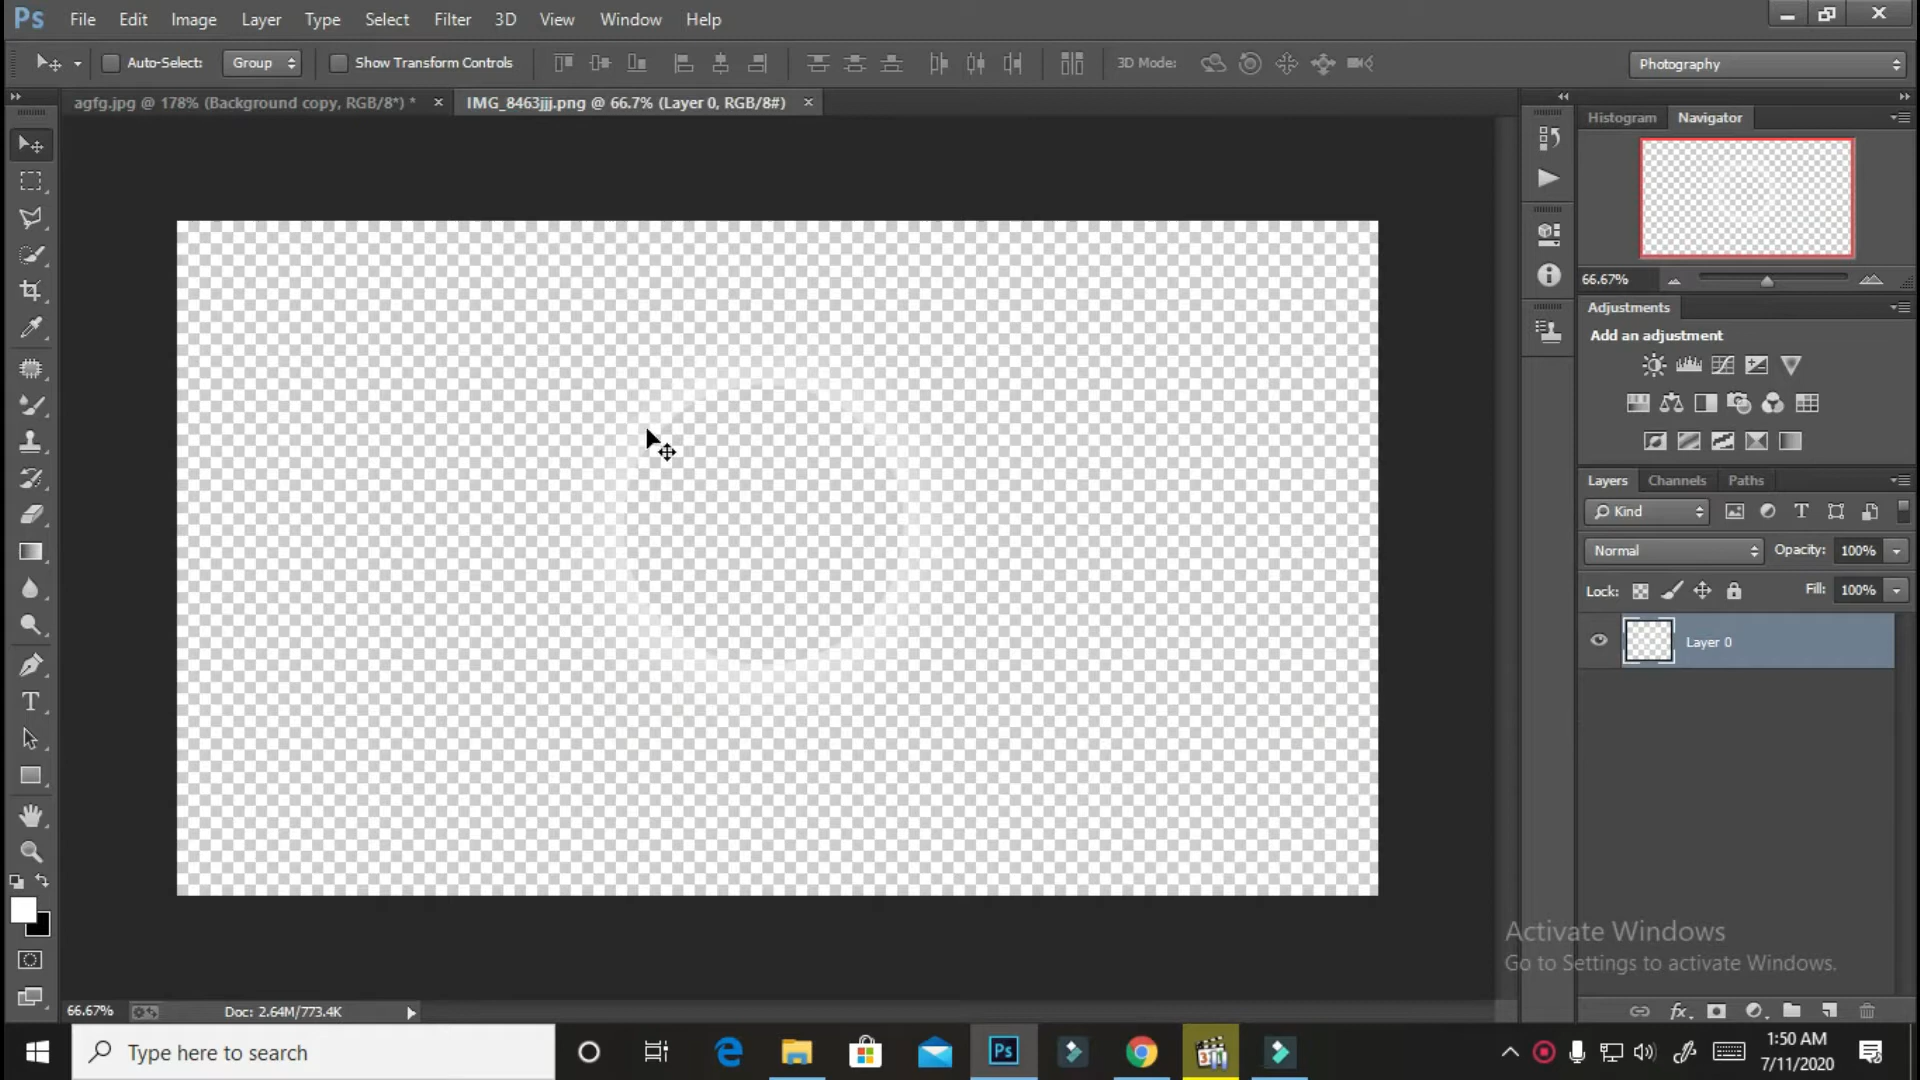 Ps File Edit Image Layer Type Select Filter 3D View Window Help
Auto-Select: Group Show Transform Controls 3D Mode: Photography
agfg.jpg @ 178% (Background copy, RGB/8*) * × IMG_8463jjj.png @ 66.7% (Layer 0, RGB/8#) ×
Histogram Navigator
66.67%
Adjustments
Add an adjustment
Layers Channels Paths
Kind
Normal Opacity: 100%
Lock: Fill: 100%
Layer 0
Activate Windows
Go to Settings to activate Windows.
66.67% Doc: 2.64M/773.4K
fx
Type here to search
Ps
1:50 AM
7/11/2020